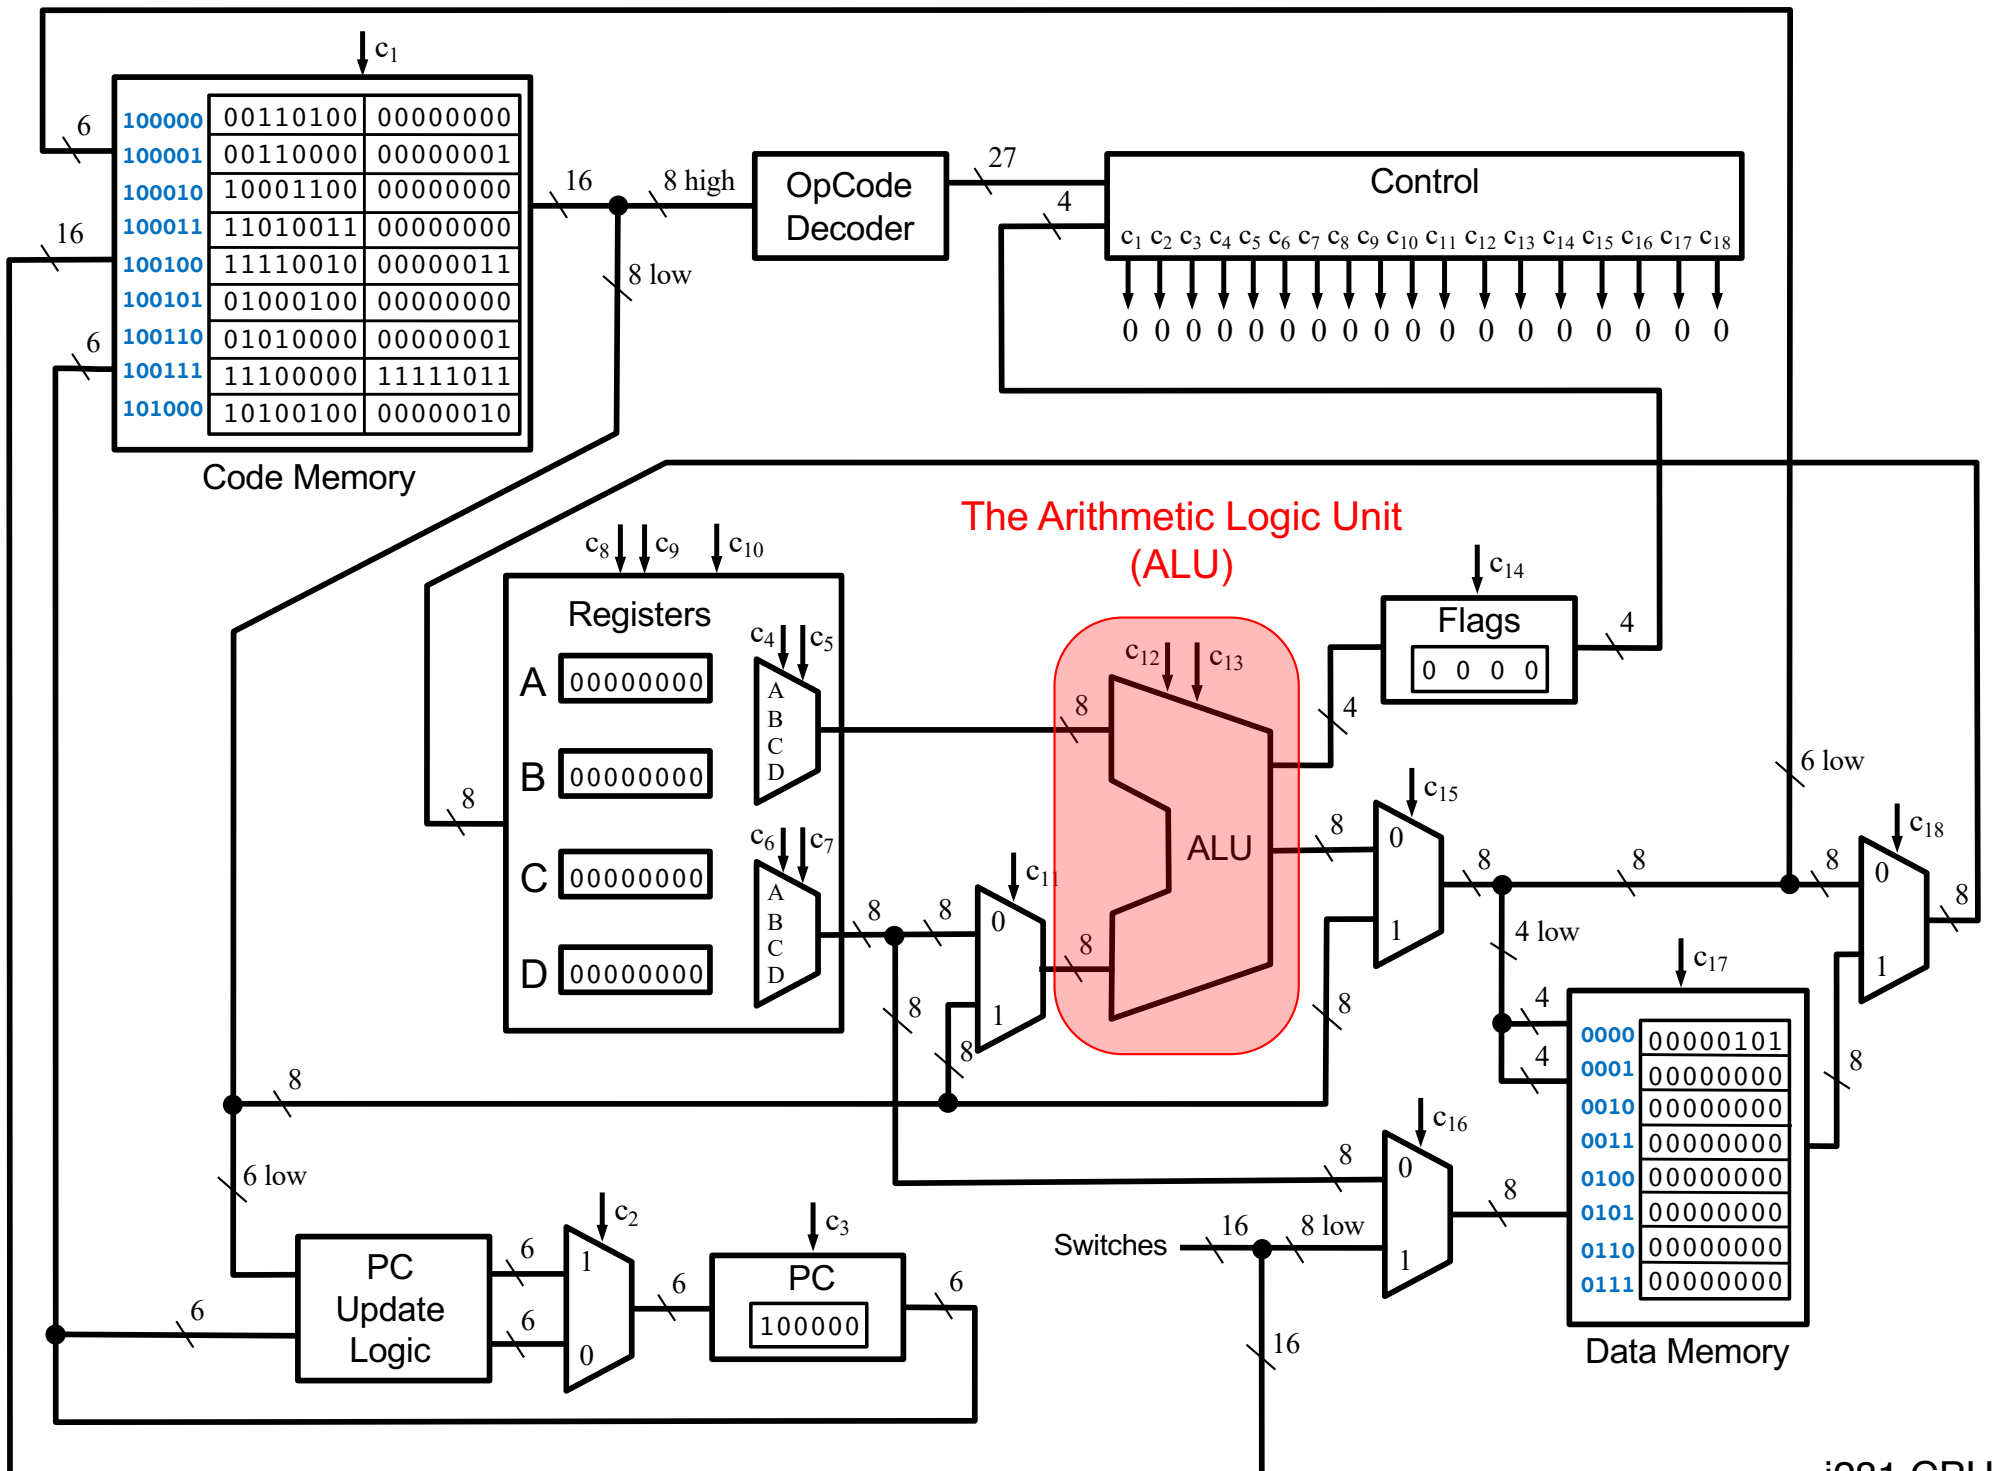 c1
100000 00110100 00000000
100001 00110000 00000001
100010 10001100 00000000
100011 11010011 00000000
100100 11110010 00000011
100101 01000100 00000000
100110 01010000 00000001
100111 11100000 11111011
101000 10100100 00000010
Code Memory
6
16
6
16
8 high
8 low
OpCode
Decoder
27
4
Control
c1 c2 c3 c4 c5 c6 c7 c8 c9 c10 c11 c12 c13 c14 c15 c16 c17 c18
0 0 0 0 0 0 0 0 0 0 0 0 0 0 0 0 0 0
The Arithmetic Logic Unit
(ALU)
c8 c9 c10
Registers
A 00000000
B 00000000
C 00000000
D 00000000
c4 c5
A
B
C
D
c6 c7
A
B
C
D
8
8
8
8
8
c11
0
1
8
8
8
c12 c13
ALU
c14
Flags
0 0 0 0
4
4
8
c15
0
1
8
8
8
6 low
8
c18
0
1
8
4 low
4
4
c17
0000 00000101
0001 00000000
0010 00000000
0011 00000000
0100 00000000
0101 00000000
0110 00000000
0111 00000000
Data Memory
8
8
c16
0
1
8
8
Switches
16
8 low
16
6 low
6
PC
Update
Logic
6
6
c2
1
0
6
c3
PC
100000
6